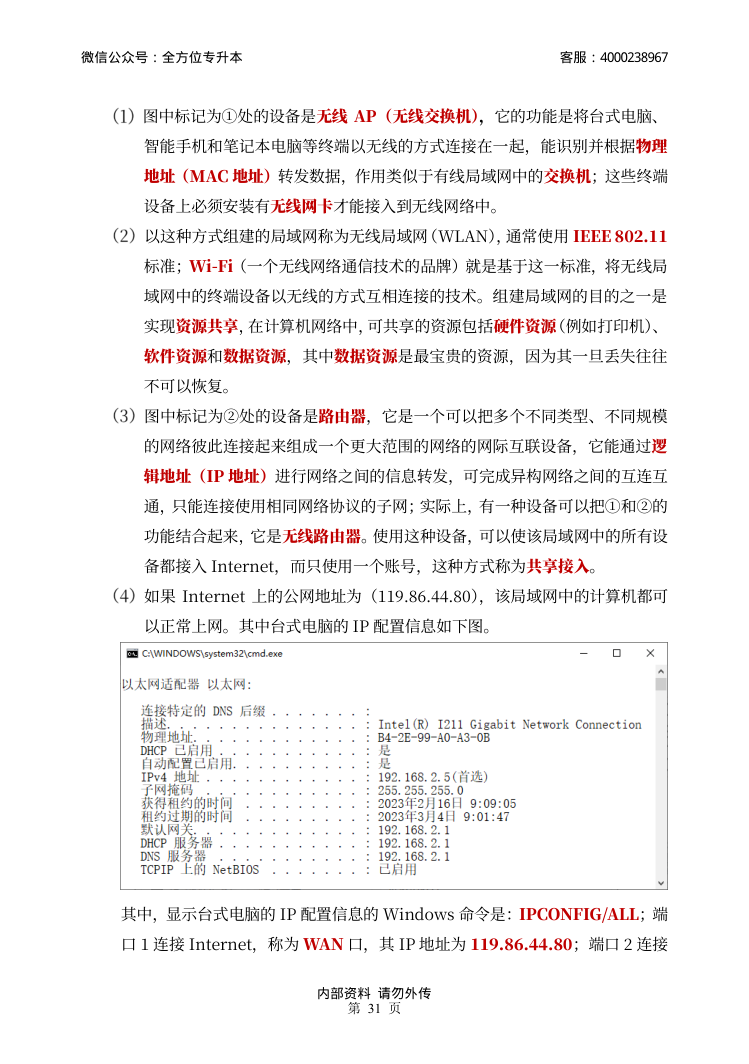 微信公众号：全方位专升本
客服：4000238967
（1）图中标记为①处的设备是无线 AP（无线交换机），它的功能是将台式电脑、
智能手机和笔记本电脑等终端以无线的方式连接在一起，能识别并根据物理
地址（MAC 地址）转发数据，作用类似于有线局域网中的交换机；这些终端
设备上必须安装有无线网卡才能接入到无线网络中。
（2）以这种方式组建的局域网称为无线局域网（WLAN），通常使用 IEEE 802.11
标准；Wi-Fi（一个无线网络通信技术的品牌）就是基于这一标准，将无线局
域网中的终端设备以无线的方式互相连接的技术。组建局域网的目的之一是
实现资源共享，在计算机网络中，可共享的资源包括硬件资源（例如打印机）、
软件资源和数据资源，其中数据资源是最宝贵的资源，因为其一旦丢失往往
不可以恢复。
（3）图中标记为②处的设备是路由器，它是一个可以把多个不同类型、不同规模
的网络彼此连接起来组成一个更大范围的网络的网际互联设备，它能通过逻
辑地址（IP 地址）进行网络之间的信息转发，可完成异构网络之间的互连互
通，只能连接使用相同网络协议的子网；实际上，有一种设备可以把①和②的
功能结合起来，它是无线路由器。使用这种设备，可以使该局域网中的所有设
备都接入 Internet，而只使用一个账号，这种方式称为共享接入。
（4）如果 Internet 上的公网地址为（119.86.44.80），该局域网中的计算机都可
以正常上网。其中台式电脑的 IP 配置信息如下图。
C:\WINDOWS\system32\cmd.exe
以太网适配器 以太网:
连接特定的 DNS 后缀 . . . . . . . :
描述. . . . . . . . . . . . . . . : Intel(R) I211 Gigabit Network Connection
物理地址. . . . . . . . . . . . . : B4-2E-99-A0-A3-0B
DHCP 已启用 . . . . . . . . . . . : 是
自动配置已启用. . . . . . . . . . : 是
IPv4 地址 . . . . . . . . . . . . : 192.168.2.5(首选)
子网掩码 . . . . . . . . . . . . : 255.255.255.0
获得租约的时间 . . . . . . . . . : 2023年2月16日 9:09:05
租约过期的时间 . . . . . . . . . : 2023年3月4日 9:01:47
默认网关. . . . . . . . . . . . . : 192.168.2.1
DHCP 服务器 . . . . . . . . . . . : 192.168.2.1
DNS 服务器 . . . . . . . . . . . : 192.168.2.1
TCPIP 上的 NetBIOS . . . . . . . : 已启用
其中，显示台式电脑的 IP 配置信息的 Windows 命令是：IPCONFIG/ALL；端
口 1 连接 Internet，称为 WAN 口，其 IP 地址为 119.86.44.80；端口 2 连接
内部资料 请勿外传
第 31 页